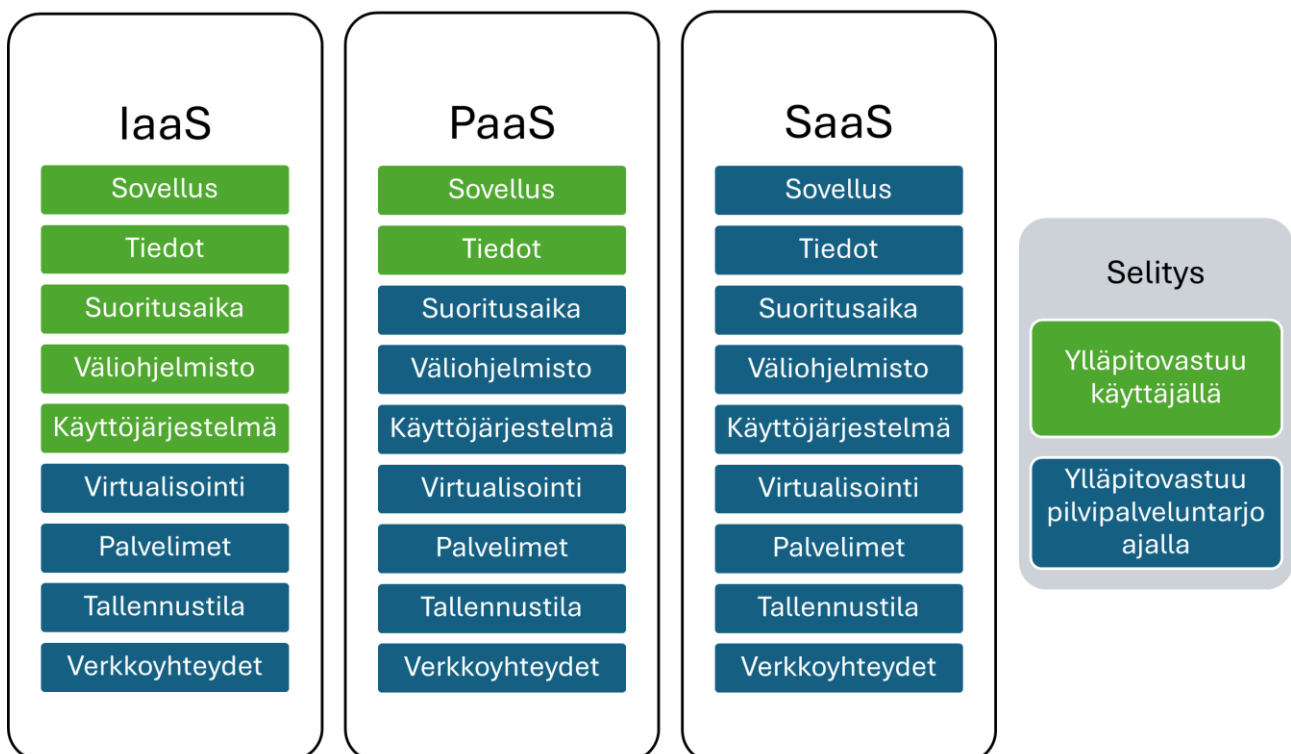 IaaS
Sovellus
Tiedot
Suoritusaika
Väliohjelmisto
Käyttöjärjestelmä
Virtualisointi
Palvelimet
Tallennustila
Verkkoyhteydet
PaaS
Sovellus
Tiedot
Suoritusaika
Väliohjelmisto
Käyttöjärjestelmä
Virtualisointi
Palvelimet
Tallennustila
Verkkoyhteydet
SaaS
Sovellus
Tiedot
Suoritusaika
Väliohjelmisto
Käyttöjärjestelmä
Virtualisointi
Palvelimet
Tallennustila
Verkkoyhteydet
Selitys
Ylläpitovastuu
käyttäjällä
Ylläpitovastuu
pilvipalveluntarjo
ajalla